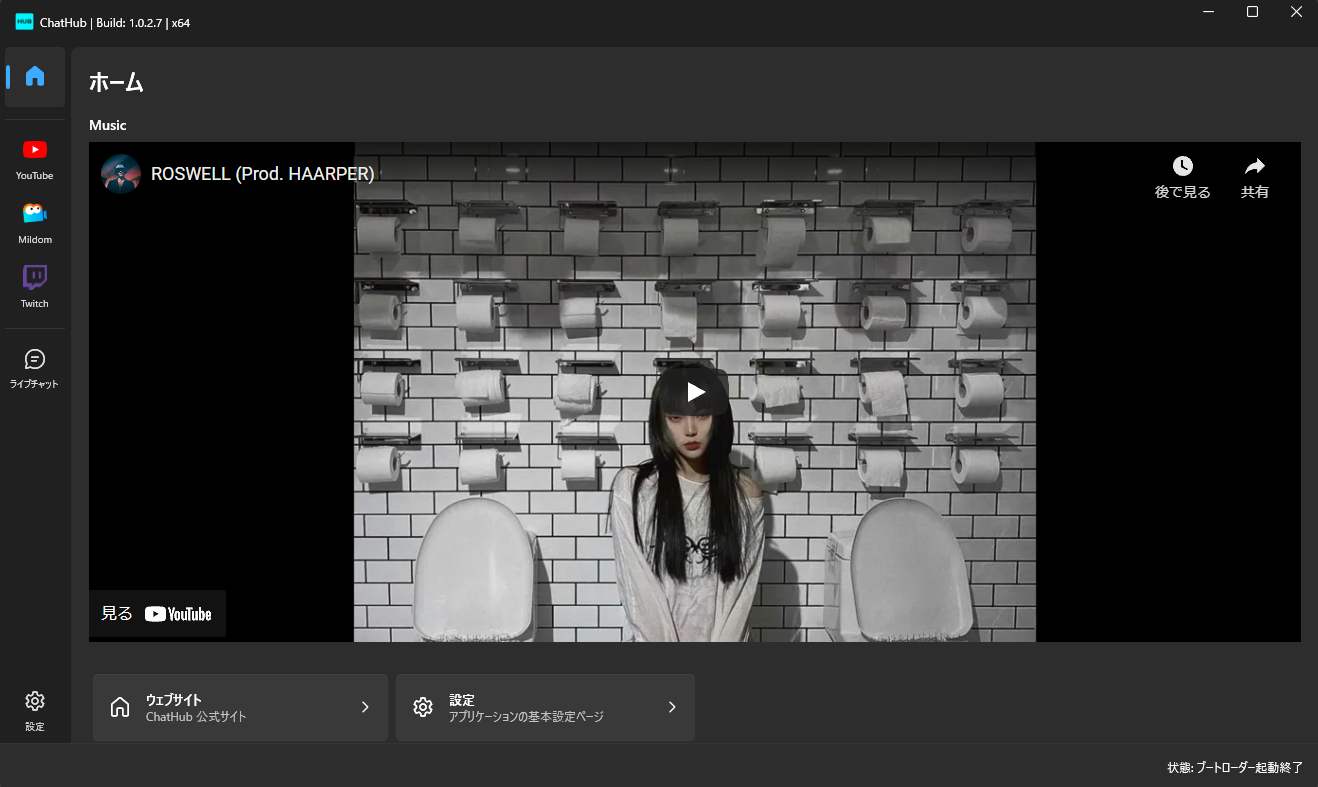 HUB ChatHub | Build: 1.0.2.7 | x64
ホーム
Music
YouTube
Mildom
Twitch
ライブチャット
ROSWELL (Prod. HAARPER)
後で見る
共有
見る YouTube
ウェブサイト
ChatHub 公式サイト
設定
アプリケーションの基本設定ページ
設定
状態: ブートローダー起動終了